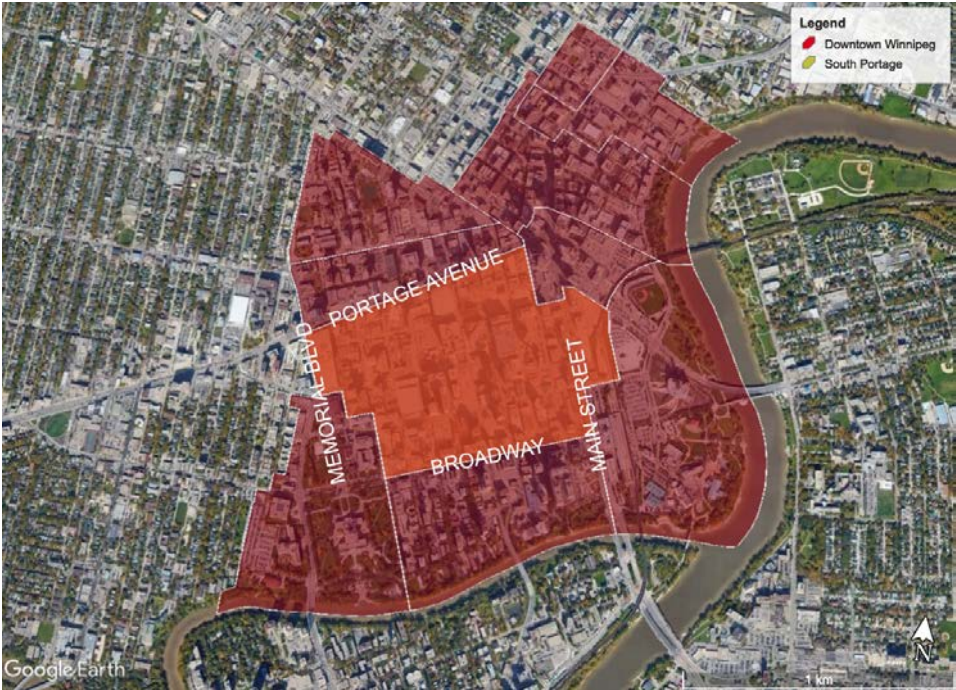 Legend
Downtown Winnipeg
South Portage
PORTAGE AVENUE
MEMORIAL BLVD
MAIN STREET
BROADWAY
Google Earth
N
1 km